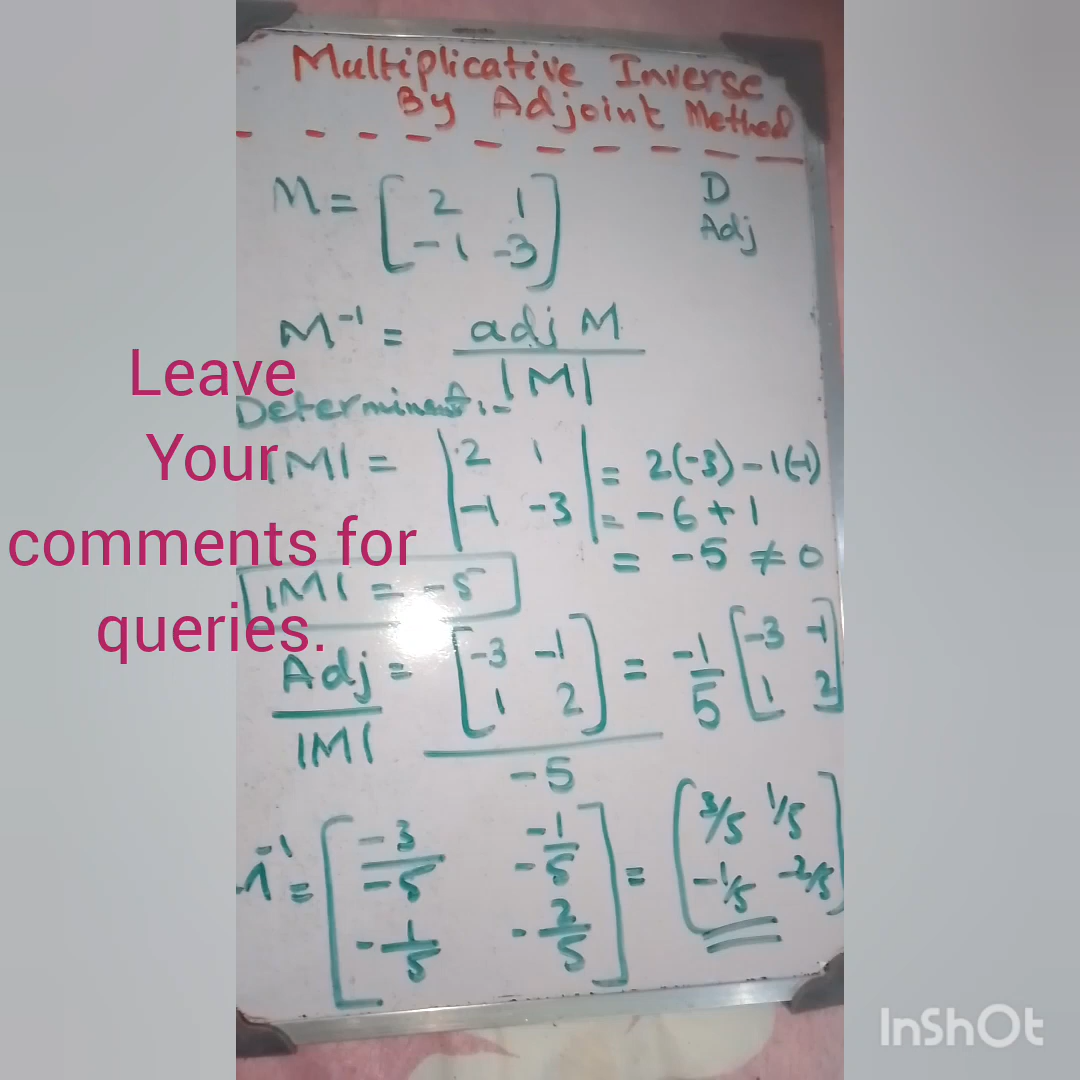 Multiplicative Inverse
By Adjoint Method
M = [ 2 1
-1 -3 ]
D
Adj
M⁻¹ = adj M
|M|
Determinent:-
|M| = | 2 1
-1 -3 |
= 2(-3)-1(-1)
= -6+1
= -5 ≠ 0
|M| = -5
Adj
|M|
= [ -3 -1
1 2 ]
-5
= -1/5 [ -3 -1
1 2 ]
⁻¹ = [ -3/-5 -1/-5
-1/5 -2/5 ]
= [ 3/5 1/5
-1/5 -2/5 ]
Leave
Your
comments for
queries.
InShOt